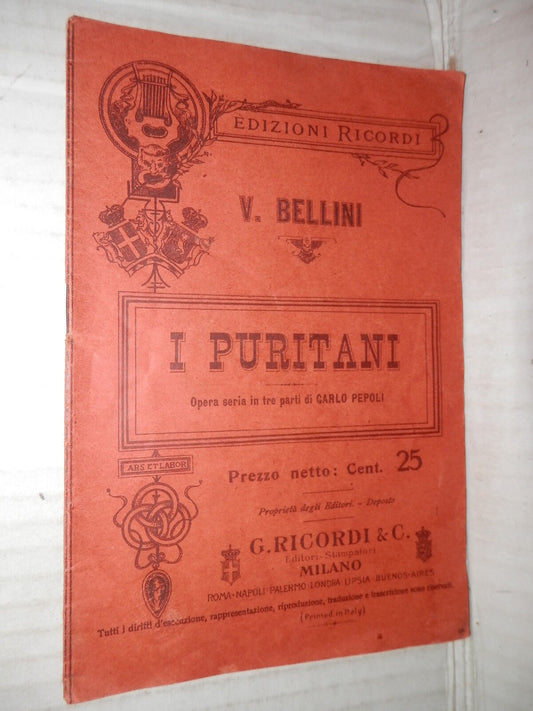 EDIZIONI RICORDI
V. BELLINI
I PURITANI
Opera seria in tre parti di CARLO PEPOLI
ARS ET LABOR
Prezzo netto: Cent. 25
Proprietà degli Editori. - Deposto
G. RICORDI & C.
Editori-Stampatori
MILANO
ROMA-NAPOLI-PALERMO-LONDRA-LIPSIA-BUENOS-AIRES
Tutti i diritti d'esecuzione, rappresentazione, riproduzione, traduzione e trascrizione sono riservati.
(Printed in Italy)